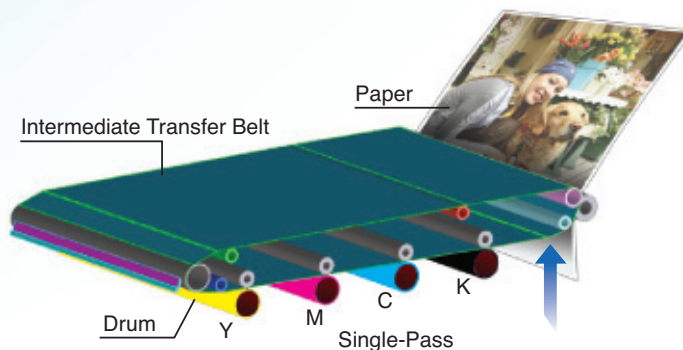 Paper
Intermediate Transfer Belt
Drum
Y
M
C
K
Single-Pass